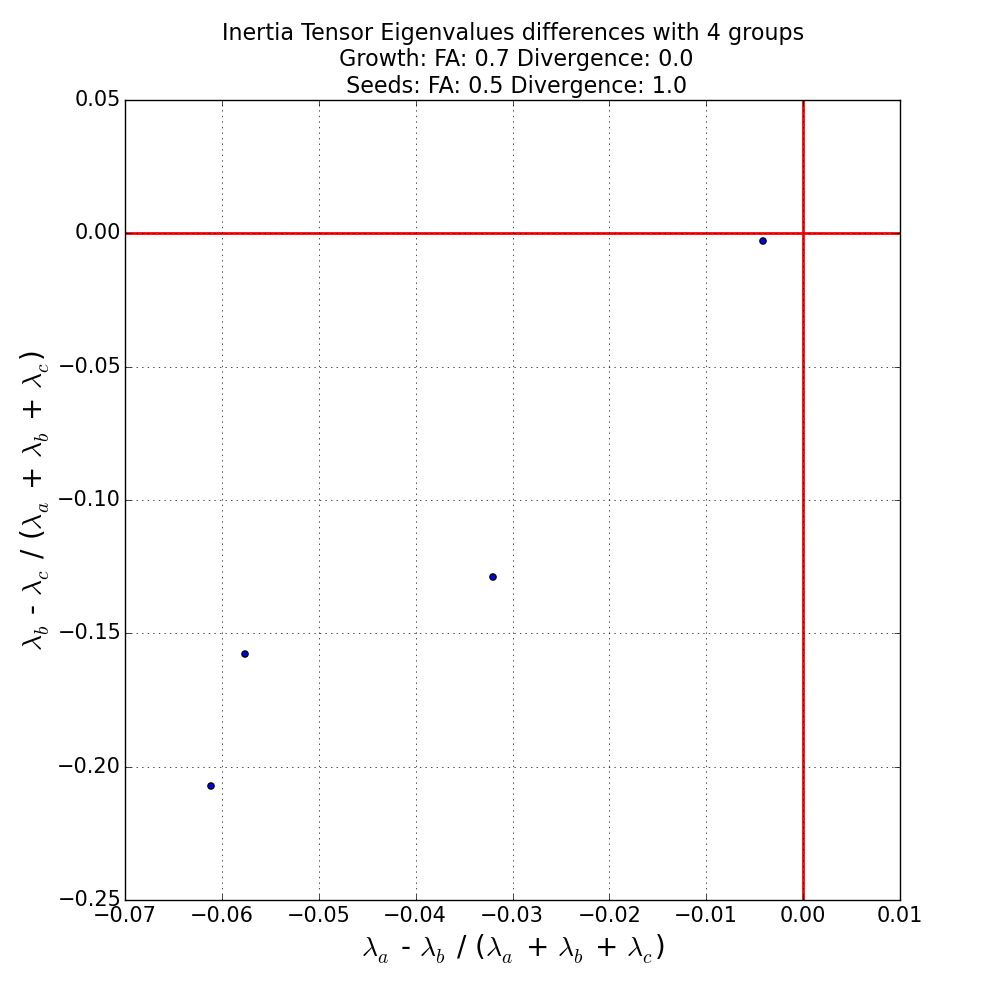 Inertia Tensor Eigenvalues differences with 4 groups
Growth: FA: 0.7 Divergence: 0.0
Seeds: FA: 0.5 Divergence: 1.0
0.05
0.00
−0.05
−0.10
−0.15
−0.20
−0.25
λb - λc / (λa + λb + λc)
−0.07 −0.06 −0.05 −0.04 −0.03 −0.02 −0.01 0.00 0.01
λa - λb / (λa + λb + λc)